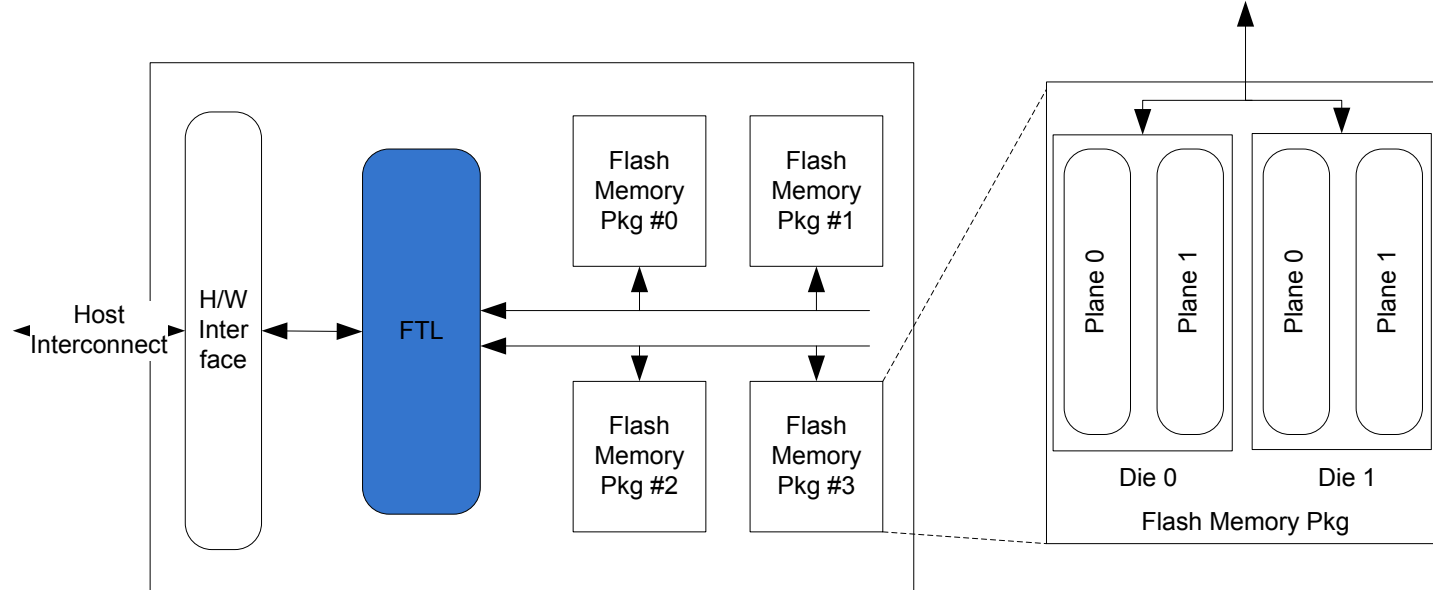 Host
Interconnect
H/W
Inter
face
FTL
Flash
Memory
Pkg #0
Flash
Memory
Pkg #1
Flash
Memory
Pkg #2
Flash
Memory
Pkg #3
Plane 0
Plane 1
Plane 0
Plane 1
Die 0
Die 1
Flash Memory Pkg